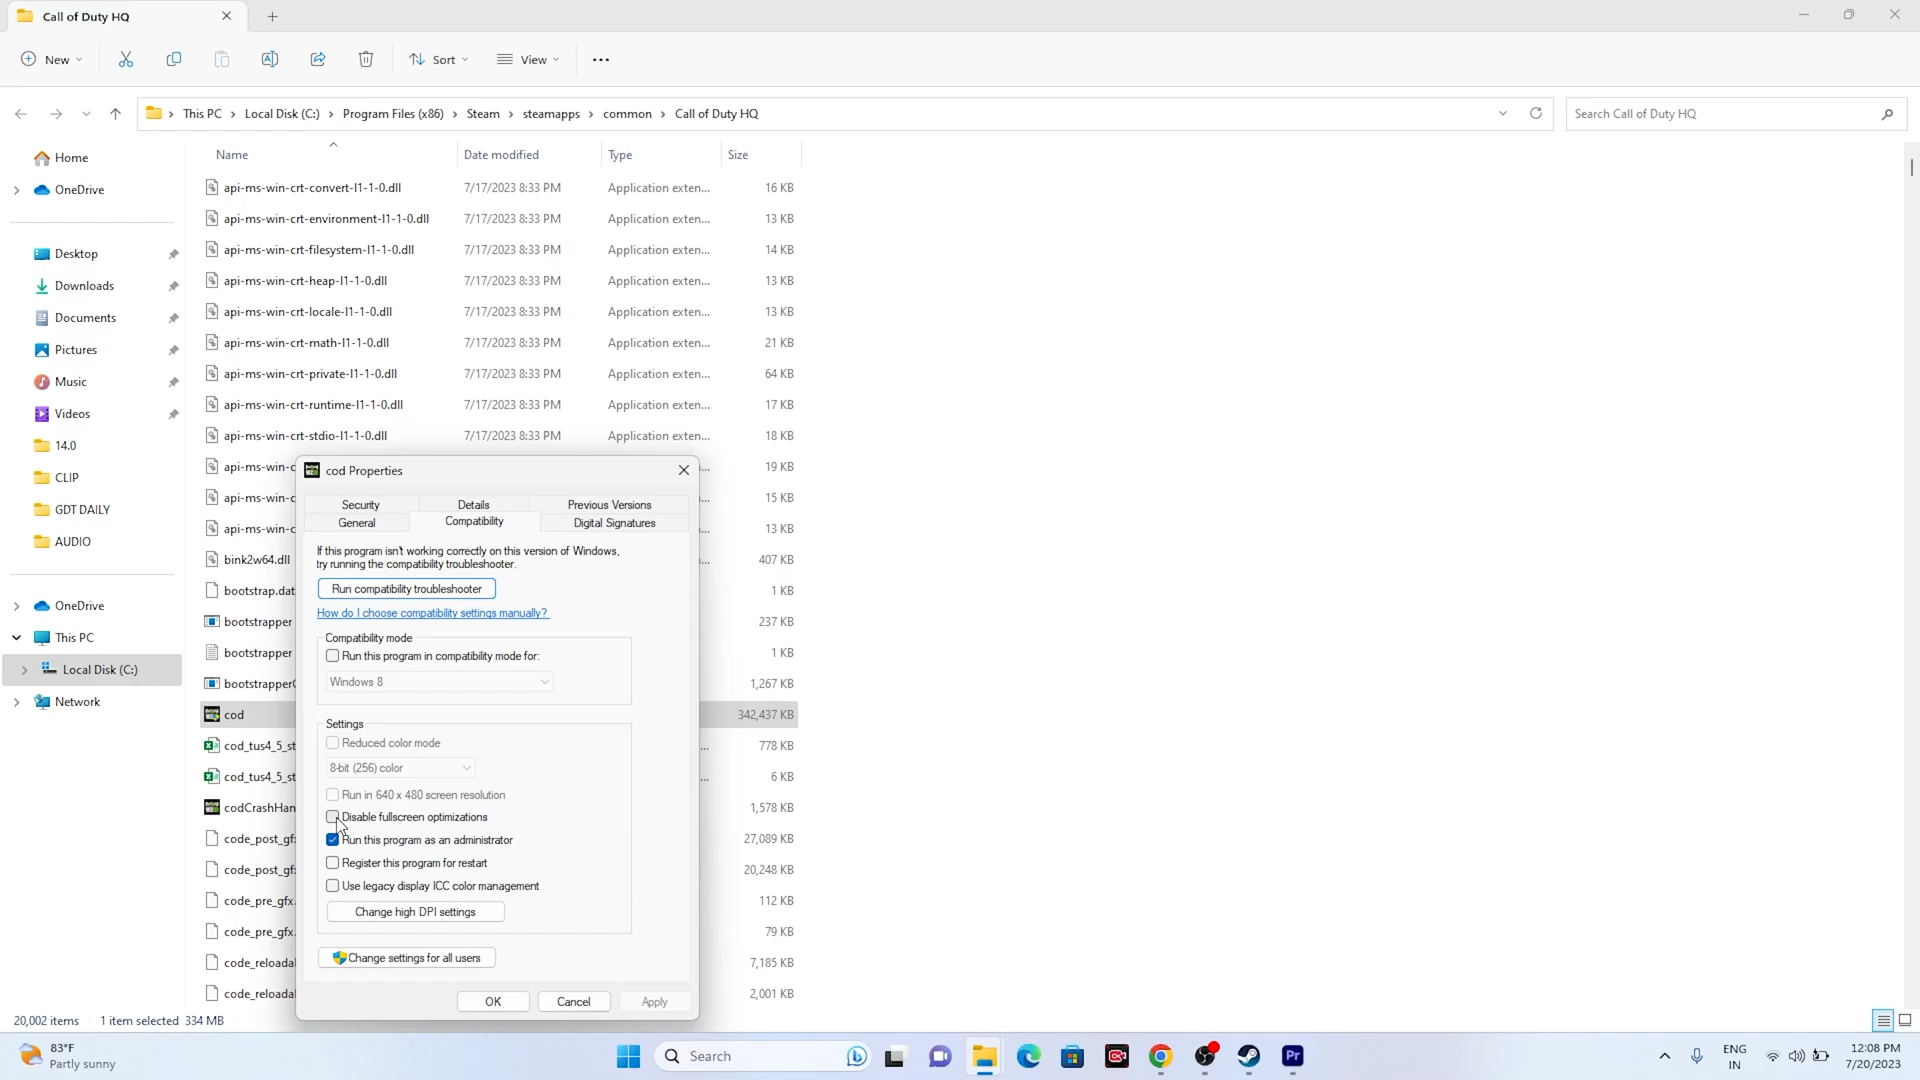 Call of Duty HQ
New
Sort
View
This PC > Local Disk (C:) > Program Files (x86) > Steam > steamapps > common > Call of Duty HQ
Search Call of Duty HQ
Home
OneDrive
Desktop
Downloads
Documents
Pictures
Music
Videos
14.0
CLIP
GDT DAILY
AUDIO
OneDrive
This PC
Local Disk (C:)
Network
Name Date modified Type Size
api-ms-win-crt-convert-l1-1-0.dll 7/17/2023 8:33 PM Application exten... 16 KB
api-ms-win-crt-environment-l1-1-0.dll 7/17/2023 8:33 PM Application exten... 13 KB
api-ms-win-crt-filesystem-l1-1-0.dll 7/17/2023 8:33 PM Application exten... 14 KB
api-ms-win-crt-heap-l1-1-0.dll 7/17/2023 8:33 PM Application exten... 13 KB
api-ms-win-crt-locale-l1-1-0.dll 7/17/2023 8:33 PM Application exten... 13 KB
api-ms-win-crt-math-l1-1-0.dll 7/17/2023 8:33 PM Application exten... 21 KB
api-ms-win-crt-private-l1-1-0.dll 7/17/2023 8:33 PM Application exten... 64 KB
api-ms-win-crt-runtime-l1-1-0.dll 7/17/2023 8:33 PM Application exten... 17 KB
api-ms-win-crt-stdio-l1-1-0.dll 7/17/2023 8:33 PM Application exten... 18 KB
api-ms-win-c ... 19 KB
api-ms-win-c ... 15 KB
api-ms-win-c ... 13 KB
bink2w64.dll ... 407 KB
bootstrap.dat 1 KB
bootstrapper 237 KB
bootstrapper 1 KB
bootstrapperC 1,267 KB
cod 342,437 KB
cod_tus4_5_st ... 778 KB
cod_tus4_5_st ... 6 KB
codCrashHan 1,578 KB
code_post_gf 27,089 KB
code_post_gf 20,248 KB
code_pre_gfx. 112 KB
code_pre_gfx. 79 KB
code_reloadal 7,185 KB
code_reloadal 2,001 KB
cod Properties
Security Details Previous Versions
General Compatibility Digital Signatures
If this program isn't working correctly on this version of Windows,
try running the compatibility troubleshooter.
Run compatibility troubleshooter
How do I choose compatibility settings manually?
Compatibility mode
Run this program in compatibility mode for:
Windows 8
Settings
Reduced color mode
8-bit (256) color
Run in 640 x 480 screen resolution
Disable fullscreen optimizations
Run this program as an administrator
Register this program for restart
Use legacy display ICC color management
Change high DPI settings
Change settings for all users
OK Cancel Apply
20,002 items 1 item selected 334 MB
83°F
Partly sunny
Search
Pr
ENG
IN
12:08 PM
7/20/2023